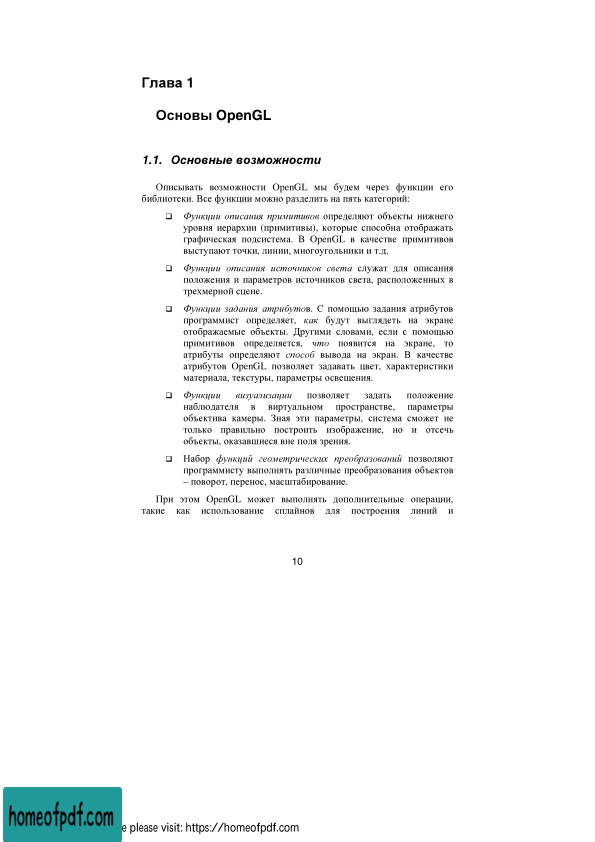 Глава 1
Основы OpenGL
1.1. Основные возможности
Описывать возможности OpenGL мы будем через функции его
библиотеки. Все функции можно разделить на пять категорий:
❑ Функции описания примитивов определяют объекты нижнего
уровня иерархии (примитивы), которые способна отображать
графическая подсистема. В OpenGL в качестве примитивов
выступают точки, линии, многоугольники и т.д.
❑ Функции описания источников света служат для описания
положения и параметров источников света, расположенных в
трехмерной сцене.
❑ Функции задания атрибутов. С помощью задания атрибутов
программист определяет, как будут выглядеть на экране
отображаемые объекты. Другими словами, если с помощью
примитивов определяется, что появится на экране, то
атрибуты определяют способ вывода на экран. В качестве
атрибутов OpenGL позволяет задавать цвет, характеристики
материала, текстуры, параметры освещения.
❑ Функции визуализации позволяет задать положение
наблюдателя в виртуальном пространстве, параметры
объектива камеры. Зная эти параметры, система сможет не
только правильно построить изображение, но и отсечь
объекты, оказавшиеся вне поля зрения.
❑ Набор функций геометрических преобразований позволяют
программисту выполнять различные преобразования объектов
– поворот, перенос, масштабирование.
При этом OpenGL может выполнять дополнительные операции,
такие как использование сплайнов для построения линий и
10
homeofpdf.com
e please visit: https://homeofpdf.com